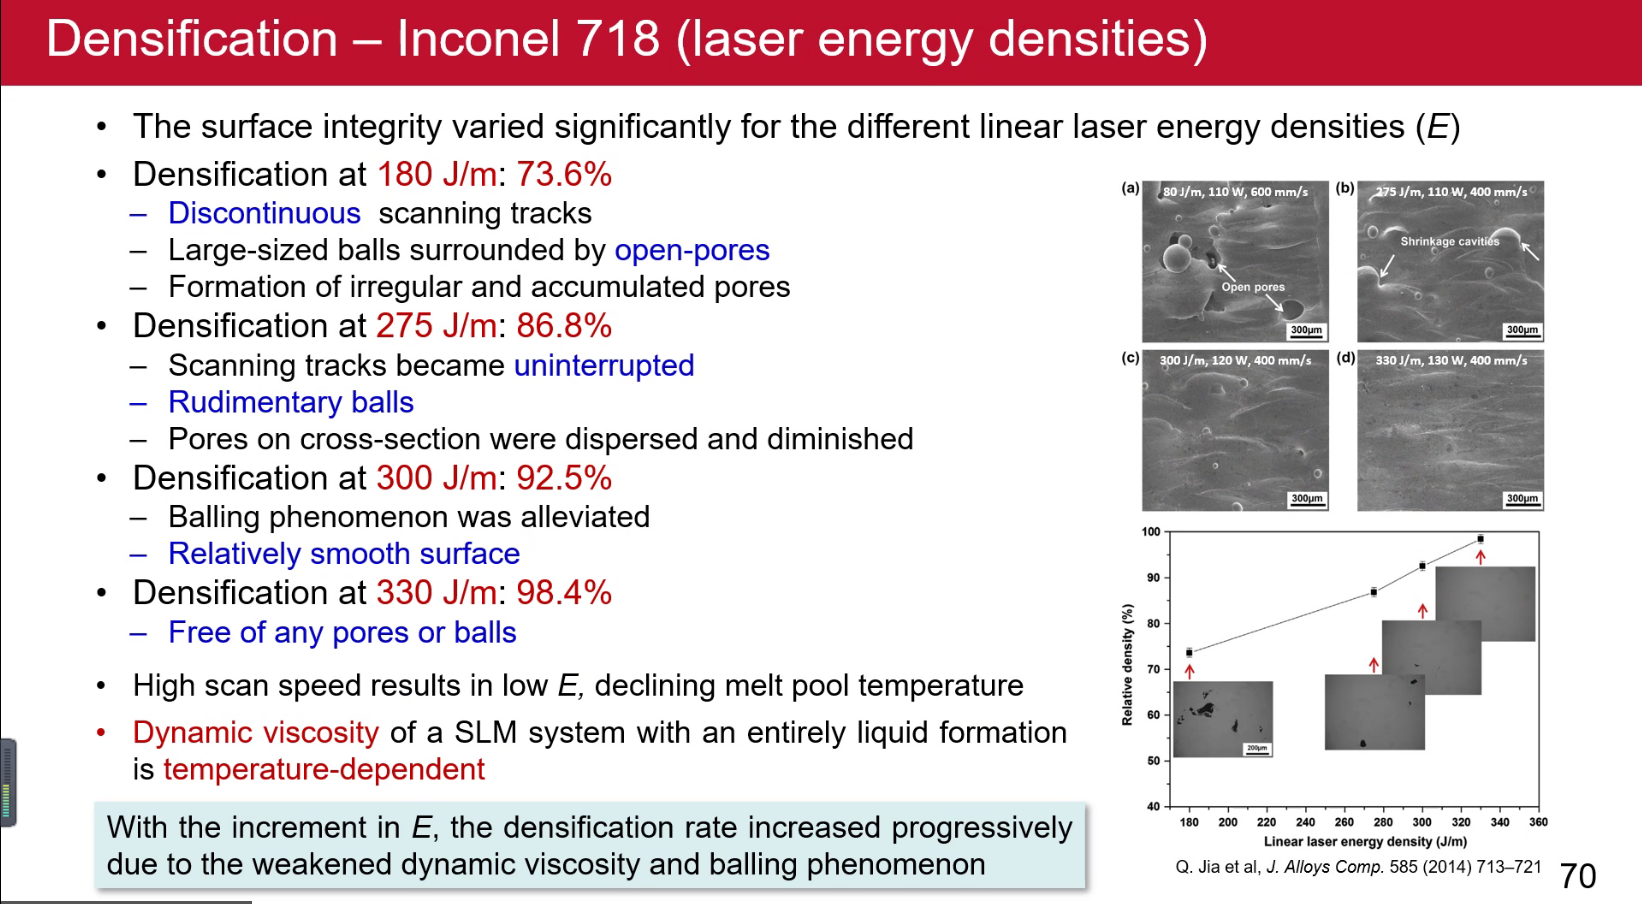 Densification – Inconel 718 (laser energy densities)
• The surface integrity varied significantly for the different linear laser energy densities (E)
• Densification at 180 J/m: 73.6%
– Discontinuous scanning tracks
– Large-sized balls surrounded by open-pores
– Formation of irregular and accumulated pores
• Densification at 275 J/m: 86.8%
– Scanning tracks became uninterrupted
– Rudimentary balls
– Pores on cross-section were dispersed and diminished
• Densification at 300 J/m: 92.5%
– Balling phenomenon was alleviated
– Relatively smooth surface
• Densification at 330 J/m: 98.4%
– Free of any pores or balls
• High scan speed results in low E, declining melt pool temperature
• Dynamic viscosity of a SLM system with an entirely liquid formation
is temperature-dependent
With the increment in E, the densification rate increased progressively
due to the weakened dynamic viscosity and balling phenomenon
(a) 80 J/m, 110 W, 600 mm/s
Open pores
300µm
(b) 275 J/m, 110 W, 400 mm/s
Shrinkage cavities
300µm
(c) 300 J/m, 120 W, 400 mm/s
300µm
(d) 330 J/m, 130 W, 400 mm/s
300µm
Relative density (%)
100
90
80
70
60
50
40
200µm
180 200 220 240 260 280 300 320 340 360
Linear laser energy density (J/m)
Q. Jia et al, J. Alloys Comp. 585 (2014) 713–721
70